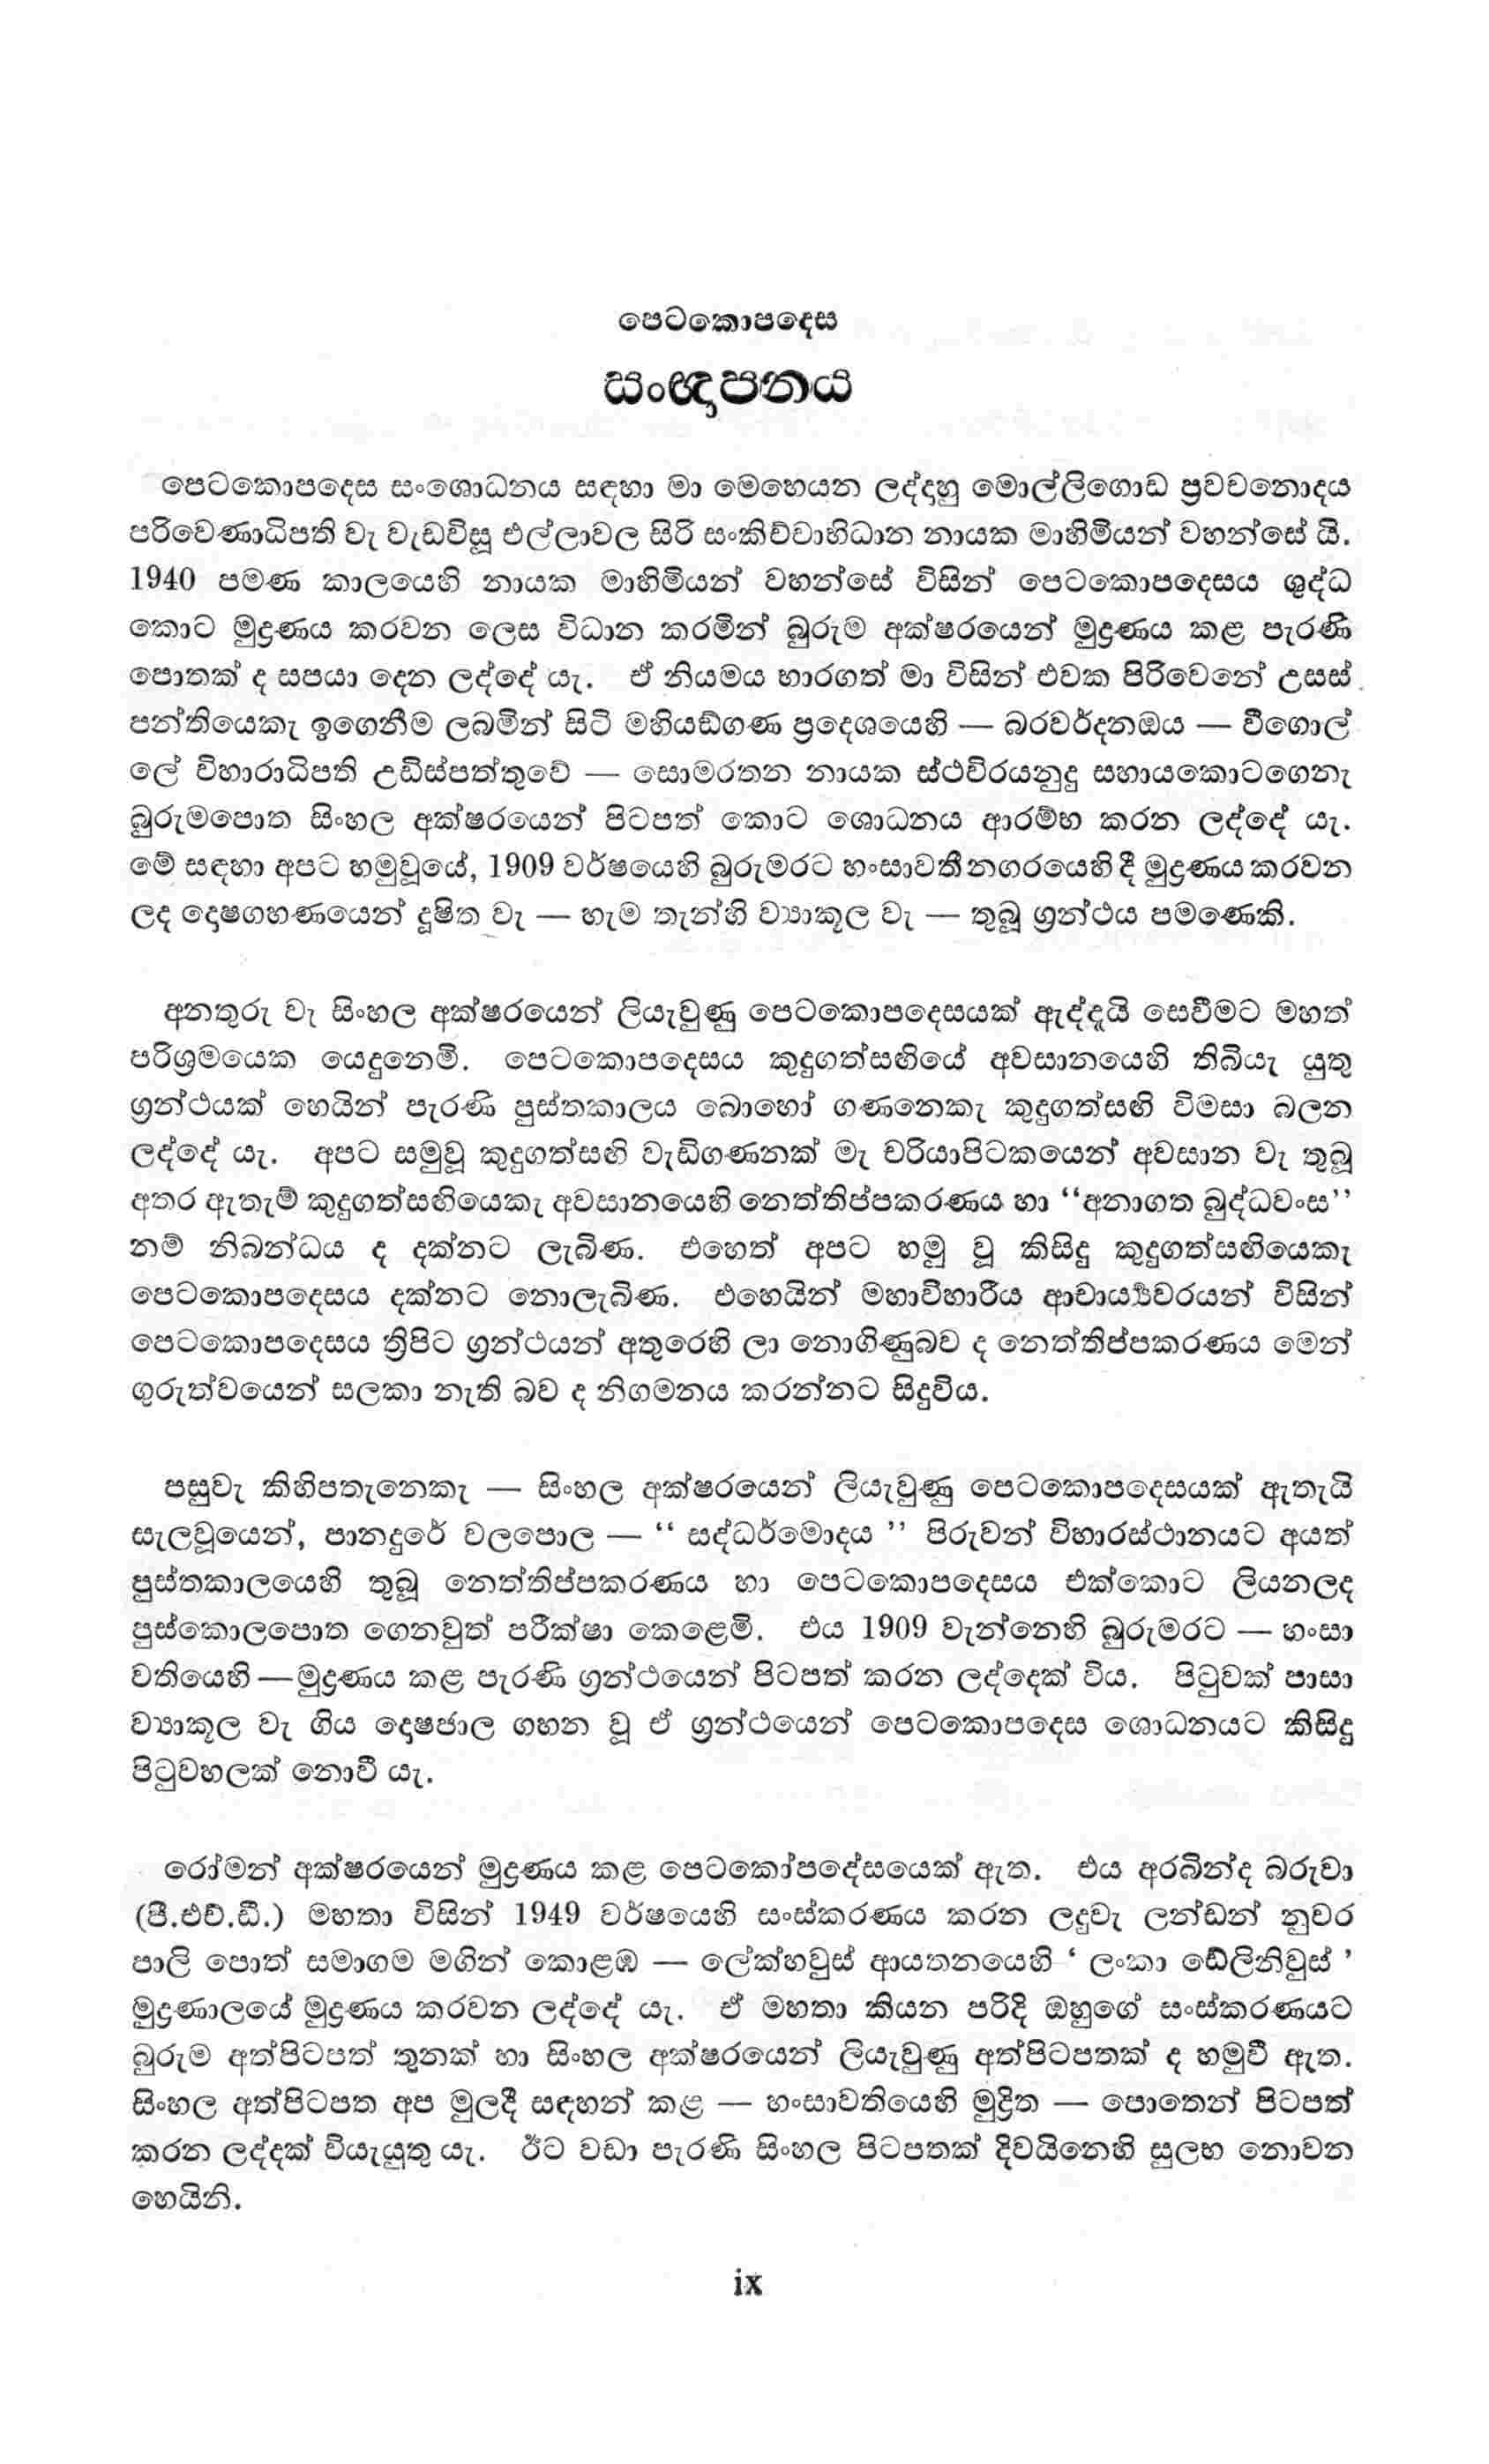 පෙටකොපදෙස
සංඥාපනය
පෙටකොපදෙස සංශොධනය සඳහා මා මෙහෙයන ලද්දාහු මොල්ලිගොඩ ප්‍රවචනොදය
පරිවෙණාධිපති වැ වැඩවිසූ එල්ලාවල සිරි සංකිච්චාභිධාන නායක මාහිමියන් වහන්සේ යි.
1940 පමණ කාලයෙහි නායක මාහිමියන් වහන්සේ විසින් පෙටකොපදෙසය ශුද්ධ
කොට මුද්‍රණය කරවන ලෙස විධාන කරමින් බුරුම අක්ෂරයෙන් මුද්‍රණය කළ පැරණි
පොතක් ද සපයා දෙන ලද්දේ යැ. ඒ නියමය භාරගත් මා විසින් එවක පිරිවෙනේ උසස්
පන්තියෙකැ ඉගෙනීම ලබමින් සිටි මහියඞ්ගණ ප්‍රදෙශයෙහි — බරවර්දනඔය — වීගොල්
ලේ විහාරාධිපති උඩිස්පත්තුවේ — සොමරතන නායක ස්ථවිරයනුදු සහායකොටගෙනැ
බුරුමපොත සිංහල අක්ෂරයෙන් පිටපත් කොට ශොධනය ආරම්භ කරන ලද්දේ යැ.
මේ සඳහා අපට හමුවූයේ, 1909 වර්ෂයෙහි බුරුමරට හංසාවතීනගරයෙහි දී මුද්‍රණය කරවන
ලද දොෂගහණයෙන් දූෂිත වැ — හැම තැන්හි ව්‍යාකූල වැ — තුබූ ග්‍රන්ථය පමණෙකි.
අනතුරු වැ සිංහල අක්ෂරයෙන් ලියැවුණු පෙටකොපදෙසයක් ඇද්දැයි සෙවීමට මහත්
පරිශ්‍රමයෙක යෙදුනෙමි. පෙටකොපදෙසය කුදුගත්සඟියේ අවසානයෙහි තිබියැ යුතු
ග්‍රන්ථයක් හෙයින් පැරණි පුස්තකාලය බොහෝ ගණනෙකැ කුදුගත්සඟි විමසා බලන
ලද්දේ යැ. අපට සමුවූ කුදුගත්සඟි වැඩිගණනක් මැ චරියාපිටකයෙන් අවසාන වැ තුබූ
අතර ඇතැම් කුදුගත්සඟියෙකැ අවසානයෙහි නෙත්තිප්පකරණය හා “අනාගත බුද්ධවංස”
නම් නිබන්ධය ද දක්නට ලැබිණ. එහෙත් අපට හමු වූ කිසිදු කුදුගත්සඟියෙකැ
පෙටකොපදෙසය දක්නට නොලැබිණ. එහෙයින් මහාවිහාරීය ආචාර්‍ය්‍යවරයන් විසින්
පෙටකොපදෙසය ත්‍රිපිට ග්‍රන්ථයන් අතුරෙහි ලා නොගිණුබව ද නෙත්තිප්පකරණය මෙන්
ගුරුත්වයෙන් සලකා නැති බව ද නිගමනය කරන්නට සිදුවිය.
පසුවැ කිහිපතැනෙකැ — සිංහල අක්ෂරයෙන් ලියැවුණු පෙටකොපදෙසයක් ඇතැයි
සැලවූයෙන්, පානදුරේ වලපොල — “ සද්ධර්මොදය ” පිරුවන් විහාරස්ථානයට අයත්
පුස්තකාලයෙහි තුබූ නෙත්තිප්පකරණය හා පෙටකොපදෙසය එක්කොට ලියනලද
පුස්කොලපොත ගෙනවුත් පරීක්ෂා කෙළෙමි. එය 1909 වැන්නෙහි බුරුමරට — හංසා
වතියෙහි — මුද්‍රණය කළ පැරණි ග්‍රන්ථයෙන් පිටපත් කරන ලද්දෙක් විය. පිටුවක් පාසා
ව්‍යාකූල වැ ගිය දොෂජාල ගහන වූ ඒ ග්‍රන්ථයෙන් පෙටකොපදෙස ශොධනයට කිසිදු
පිටුවහලක් නොවී යැ.
රෝමන් අක්ෂරයෙන් මුද්‍රණය කළ පෙටකෝපදේසයෙක් ඇත. එය අරබින්ද බරුවා
(පී.එච්.ඩී.) මහතා විසින් 1949 වර්ෂයෙහි සංස්කරණය කරන ලදුවැ ලන්ඩන් නුවර
පාලි පොත් සමාගම මගින් කොළඹ — ලේක්හවුස් ආයතනයෙහි ‘ ලංකා ඩේලිනිවුස් ’
මුද්‍රණාලයේ මුද්‍රණය කරවන ලද්දේ යැ. ඒ මහතා කියන පරිදි ඔහුගේ සංස්කරණයට
බුරුම අත්පිටපත් තුනක් හා සිංහල අක්ෂරයෙන් ලියැවුණු අත්පිටපතක් ද හමුවී ඇත.
සිංහල අත්පිටපත අප මුලදී සඳහන් කළ — හංසාවතියෙහි මුද්‍රිත — පොතෙන් පිටපත්
කරන ලද්දක් වියැයුතු යැ. ඊට වඩා පැරණි සිංහල පිටපතක් දිවයිනෙහි සුලභ නොවන
හෙයිනි.
ix